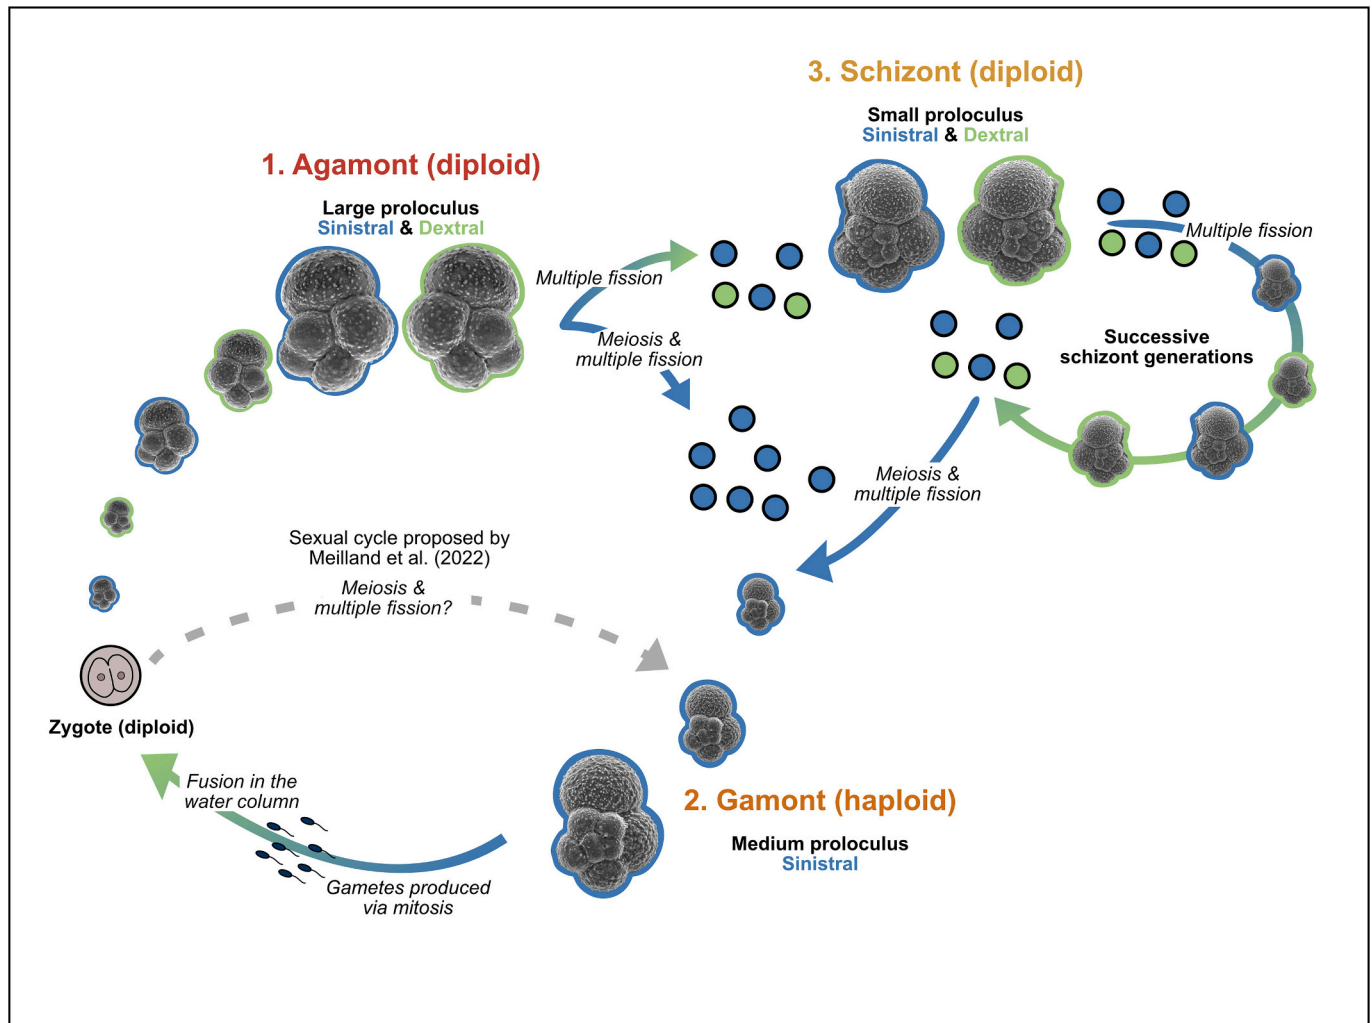 3. Schizont (diploid)
Small proloculus
Sinistral & Dextral
1. Agamont (diploid)
Large proloculus
Sinistral & Dextral
Multiple fission
Multiple fission
Meiosis &
multiple fission
Successive
schizont generations
Meiosis &
multiple fission
Sexual cycle proposed by
Meilland et al. (2022)
Meiosis &
multiple fission?
Zygote (diploid)
Fusion in the
water column
Gametes produced
via mitosis
2. Gamont (haploid)
Medium proloculus
Sinistral